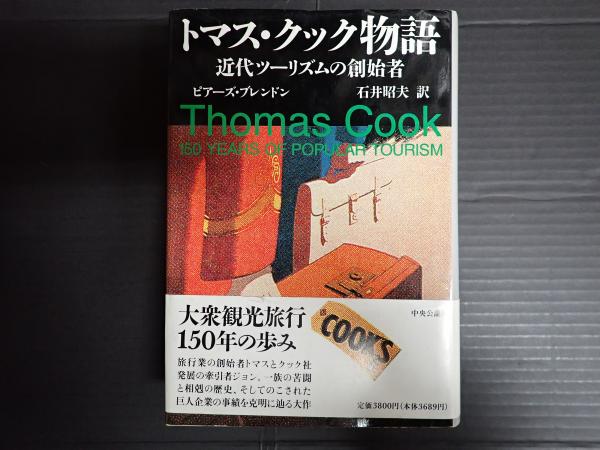 トマス・クック物語
近代ツーリズムの創始者
ピアーズ・ブレンドン 石井昭夫 訳
Thomas Cook
150 YEARS OF POPULAR TOURISM
大衆観光旅行
150年の歩み
旅行業の創始者トマスとクック社
発展の牽引者ジョン。一族の苦闘
と相剋の歴史、そしてのこされた
巨人企業の事績を克明に辿る大作
COOKS
中央公論
定価3800円(本体3689円)